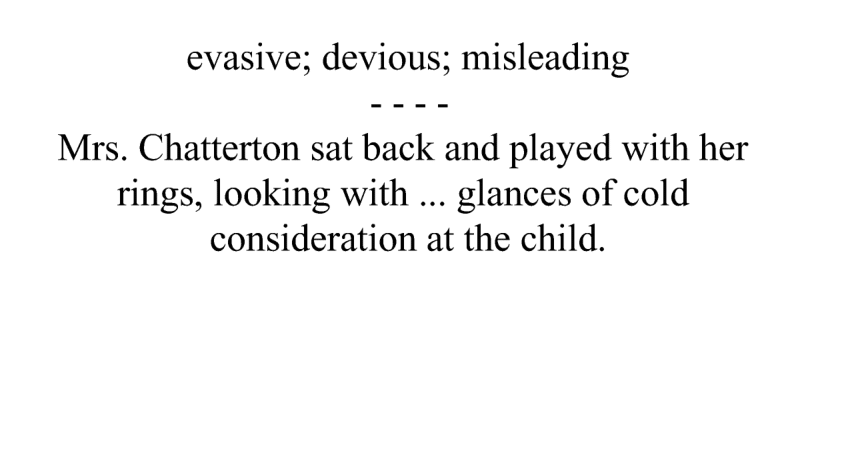 evasive; devious; misleading
- - - -
Mrs. Chatterton sat back and played with her
rings, looking with ... glances of cold
consideration at the child.